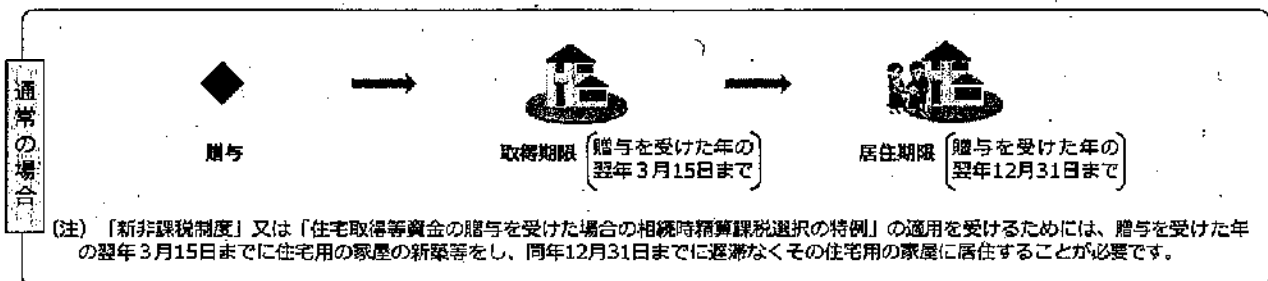 通常の場合
贈与
取得期限
贈与を受けた年の
翌年3月15日まで
居住期限
贈与を受けた年の
翌年12月31日まで
(注) 「新非課税制度」又は「住宅取得等資金の贈与を受けた場合の相続時精算課税選択の特例」の適用を受けるためには、贈与を受けた年
の翌年3月15日までに住宅用の家屋の新築等をし、同年12月31日までに遅滞なくその住宅用の家屋に居住することが必要です。